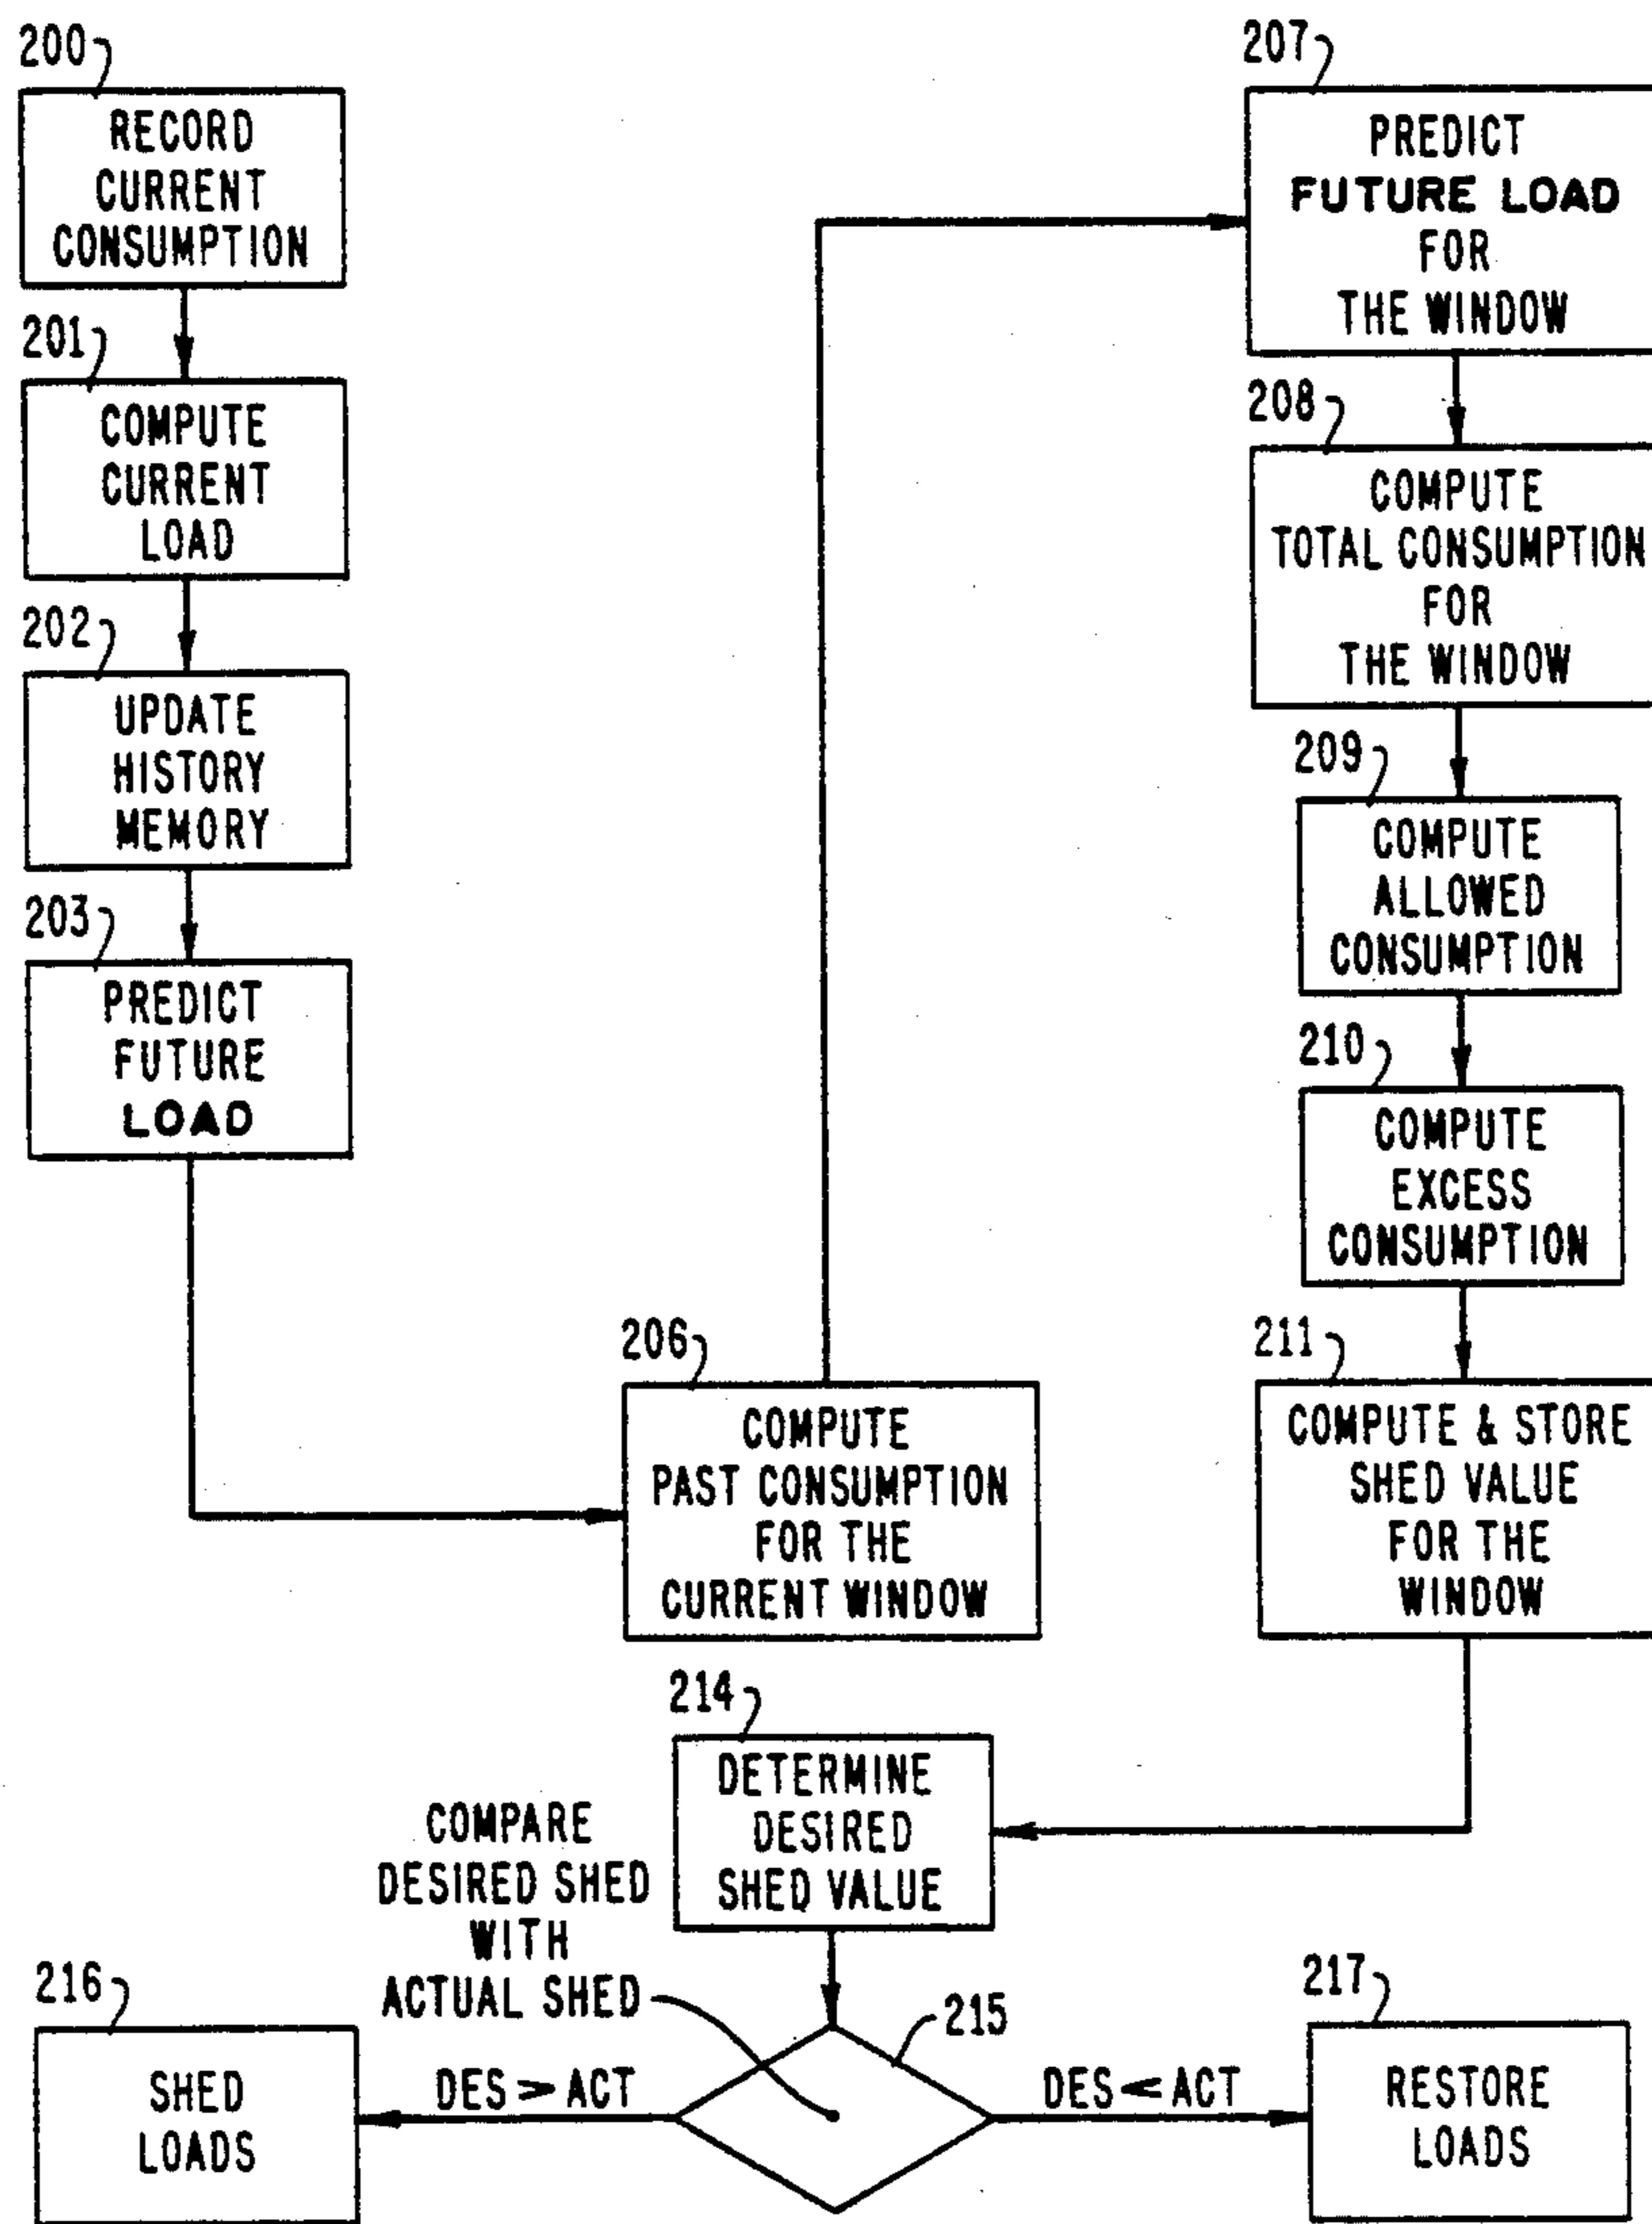 200
RECORD
CURRENT
CONSUMPTION
201
COMPUTE
CURRENT
LOAD
202
UPDATE
HISTORY
MEMORY
203
PREDICT
FUTURE
LOAD
206
COMPUTE
PAST CONSUMPTION
FOR THE
CURRENT WINDOW
207
PREDICT
FUTURE LOAD
FOR
THE WINDOW
208
COMPUTE
TOTAL CONSUMPTION
FOR
THE WINDOW
209
COMPUTE
ALLOWED
CONSUMPTION
210
COMPUTE
EXCESS
CONSUMPTION
211
COMPUTE & STORE
SHED VALUE
FOR THE
WINDOW
214
DETERMINE
DESIRED
SHED VALUE
COMPARE
DESIRED SHED
WITH
ACTUAL SHED
215
DES > ACT
216
SHED
LOADS
DES < ACT
217
RESTORE
LOADS